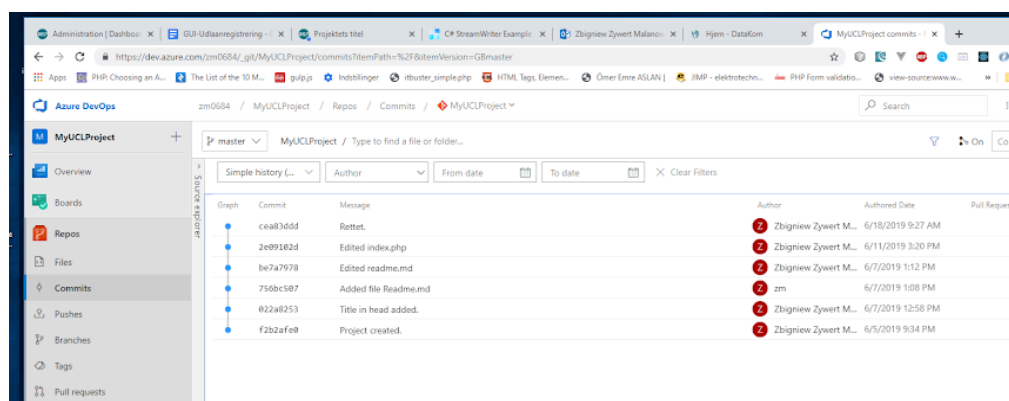 Administration | Dashboar
GUI-Udlaanregistrering - G
Projektets titel
C# StreamWriter Example
Zbigniew Zywert Malanow
Hjem - DataKom
MyUCLProject commits -
https://dev.azure.com/zm0684/_git/MyUCLProject/commits?itemPath=%2F&itemVersion=GBmaster
Apps
PHP: Choosing an A...
The List of the 10 M...
gulp.js
Indstillinger
itbuster_simple.php
HTML Tags, Elemen...
Ömer Emre ASLAN |
JIMP - elektrotechn...
PHP Form validatio...
view-source:www.w...
Azure DevOps
zm0684 / MyUCLProject / Repos / Commits / MyUCLProject
Search
M MyUCLProject
master
MyUCLProject / Type to find a file or folder...
On
Co
Overview
Boards
Repos
Files
Commits
Pushes
Branches
Tags
Pull requests
Source explorer
Simple history (...
Author
From date
To date
Clear Filters
Graph Commit Message Author Authored Date Pull Reques
cea83ddd Rettet. Z Zbigniew Zywert M... 6/18/2019 9:27 AM
2e09102d Edited index.php Z Zbigniew Zywert M... 6/11/2019 3:20 PM
be7a7978 Edited readme.md Z Zbigniew Zywert M... 6/7/2019 1:12 PM
756bc507 Added file Readme.md Z zm 6/7/2019 1:08 PM
022a8253 Title in head added. Z Zbigniew Zywert M... 6/7/2019 12:58 PM
f2b2afe0 Project created. Z Zbigniew Zywert M... 6/5/2019 9:34 PM